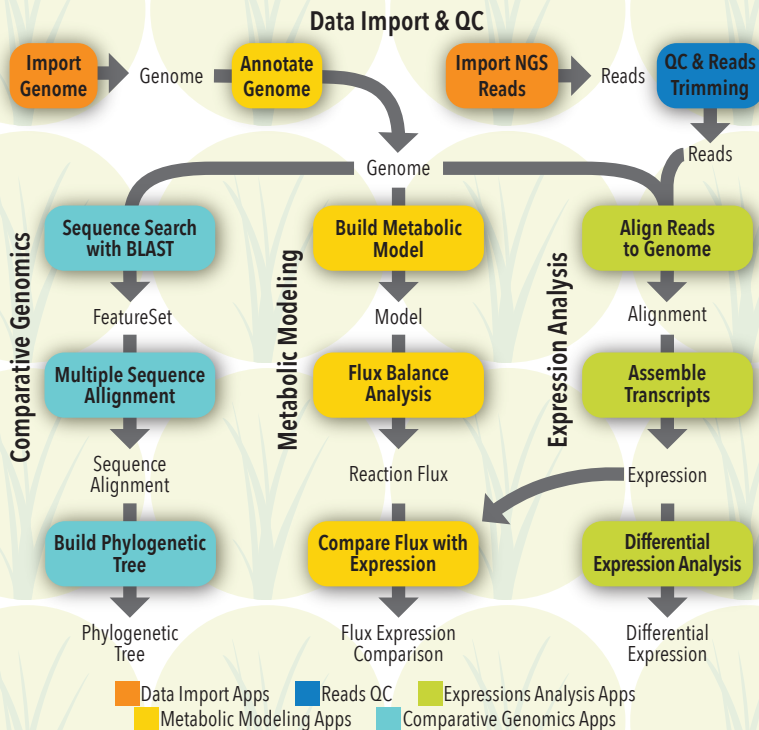 Data Import & QC
Import
Genome
Genome
Annotate
Genome
Import NGS
Reads
Reads
QC & Reads
Trimming
Genome
Reads
Comparative Genomics
Sequence Search
with BLAST
FeatureSet
Multiple Sequence
Allignment
Sequence
Alignment
Build Phylogenetic
Tree
Phylogenetic
Tree
Metabolic Modeling
Build Metabolic
Model
Model
Flux Balance
Analysis
Reaction Flux
Compare Flux with
Expression
Flux Expression
Comparison
Expression Analysis
Align Reads
to Genome
Alignment
Assemble
Transcripts
Expression
Differential
Expression Analysis
Differential
Expression
Data Import Apps
Reads QC
Expressions Analysis Apps
Metabolic Modeling Apps
Comparative Genomics Apps